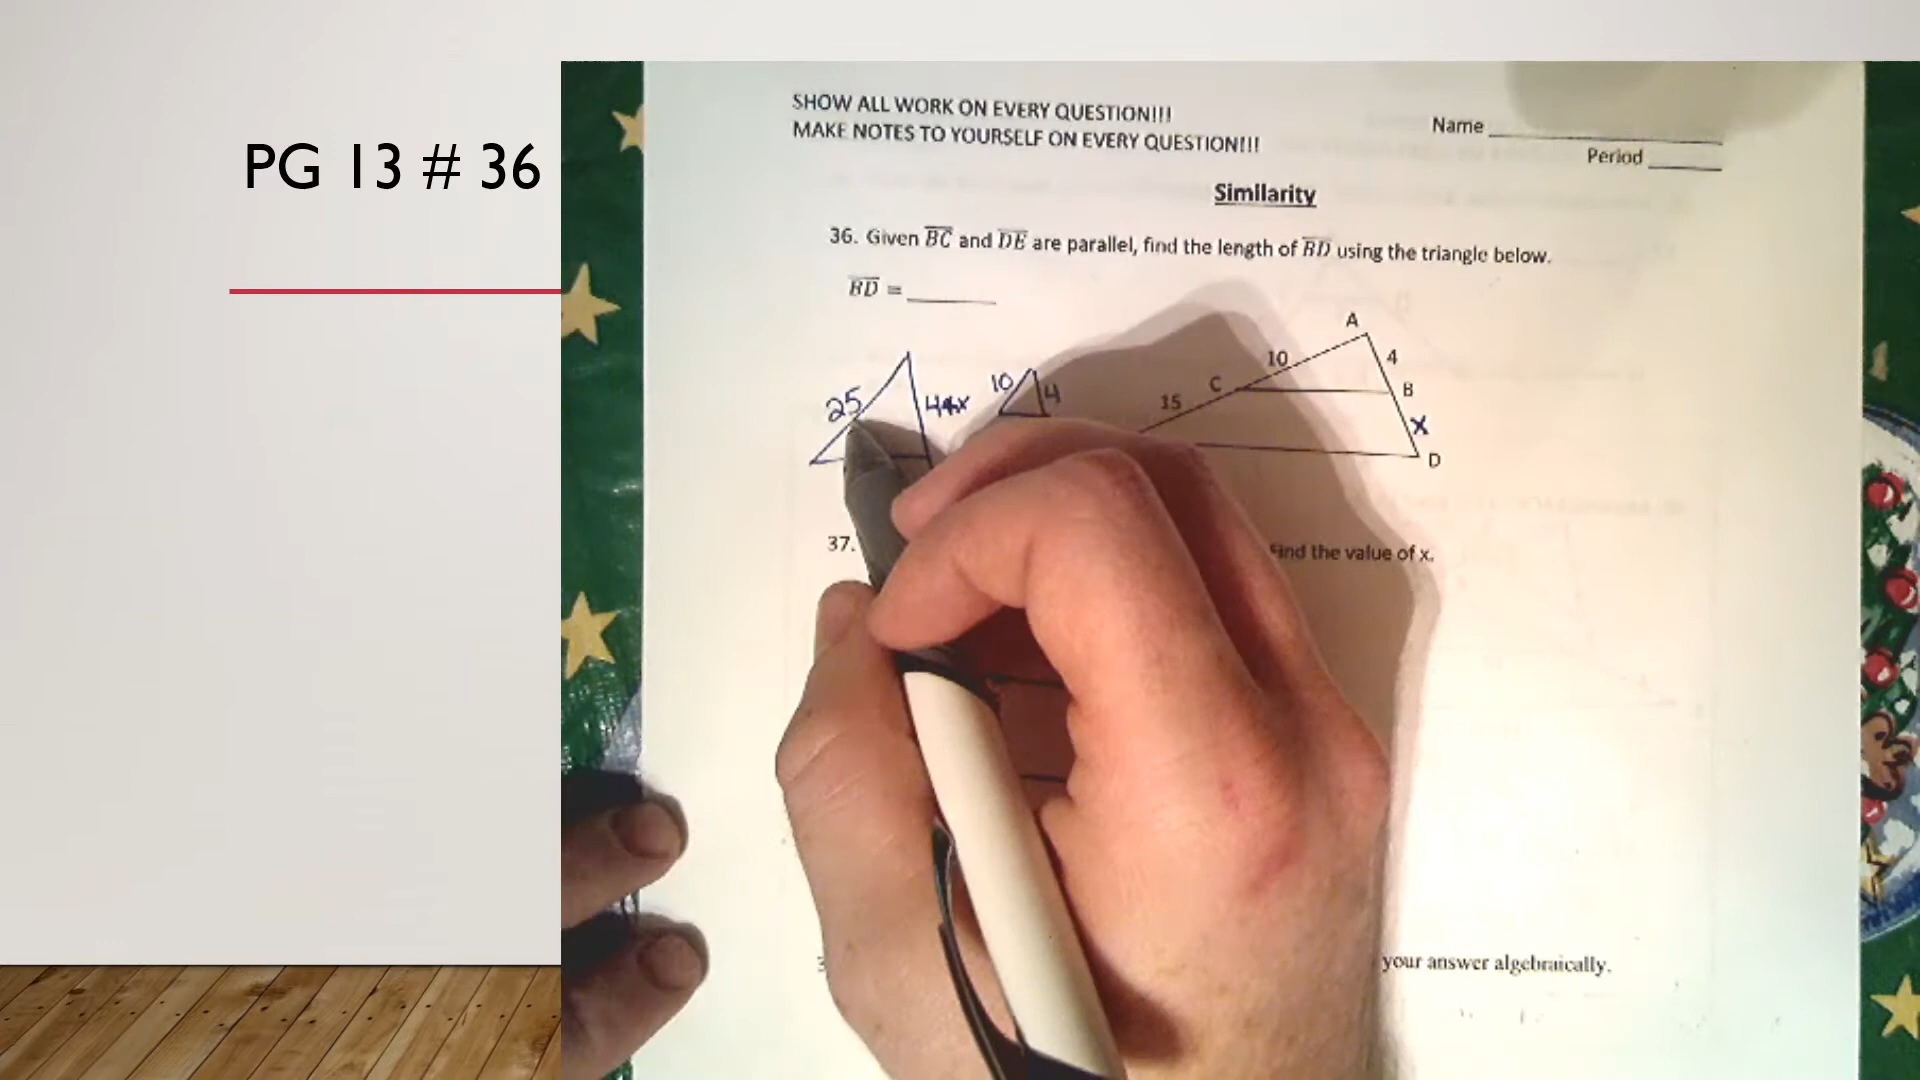 PG 13 # 36
SHOW ALL WORK ON EVERY QUESTION!!!
MAKE NOTES TO YOURSELF ON EVERY QUESTION!!!
Name
Period
Similarity
36. Given BC and DE are parallel, find the length of BD using the triangle below.
BD =
A
10
4
C
B
15
X
D
25
4+x
10
4
37.
Find the value of x.
your answer algebraically.